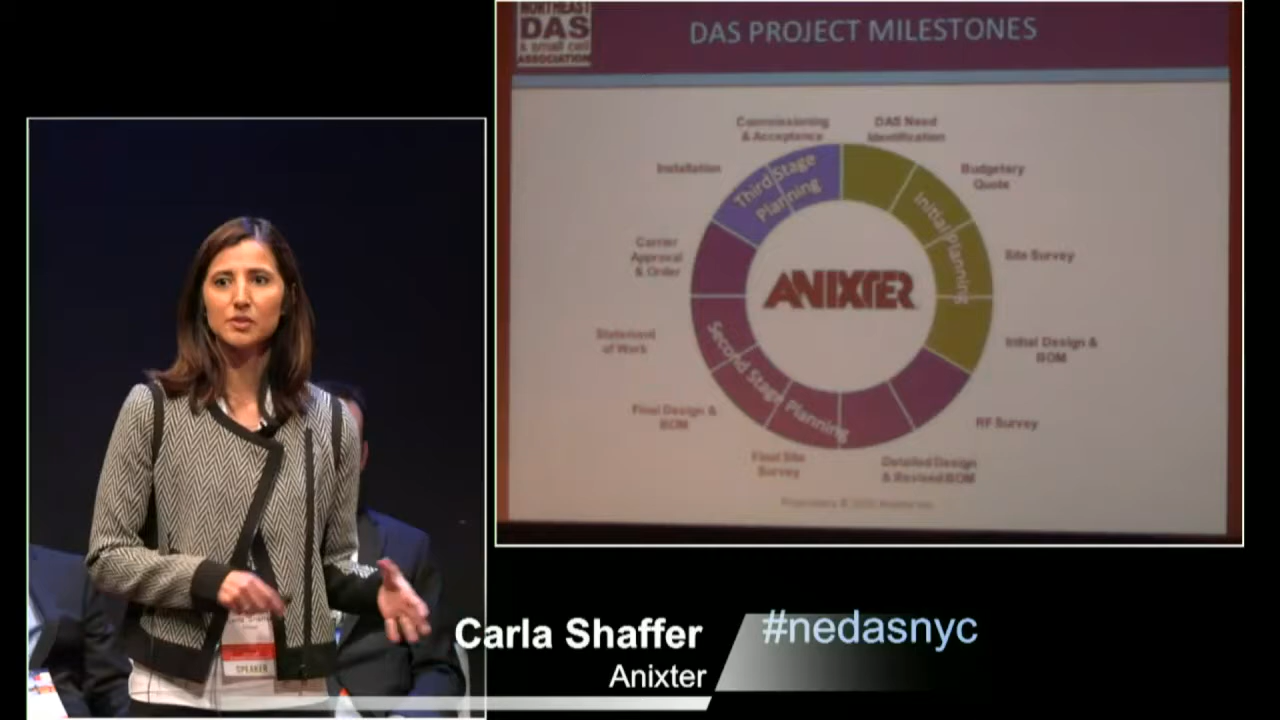 NORTHEAST
DAS
& small cell
ASSOCIATION
DAS PROJECT MILESTONES
Commissioning
& Acceptance
DAS Need
Identification
Installation
Budgetary
Quote
Third Stage
Planning
Initial Planning
Carrier
Approval
& Order
Site Survey
ANIXTER
Statement
of Work
Initial Design &
BOM
Second Stage Planning
Final Design &
BOM
RF Survey
Final Site
Survey
Detailed Design
& Revised BOM
SPEAKER
Carla Shaffer
Anixter
#nedasnyc